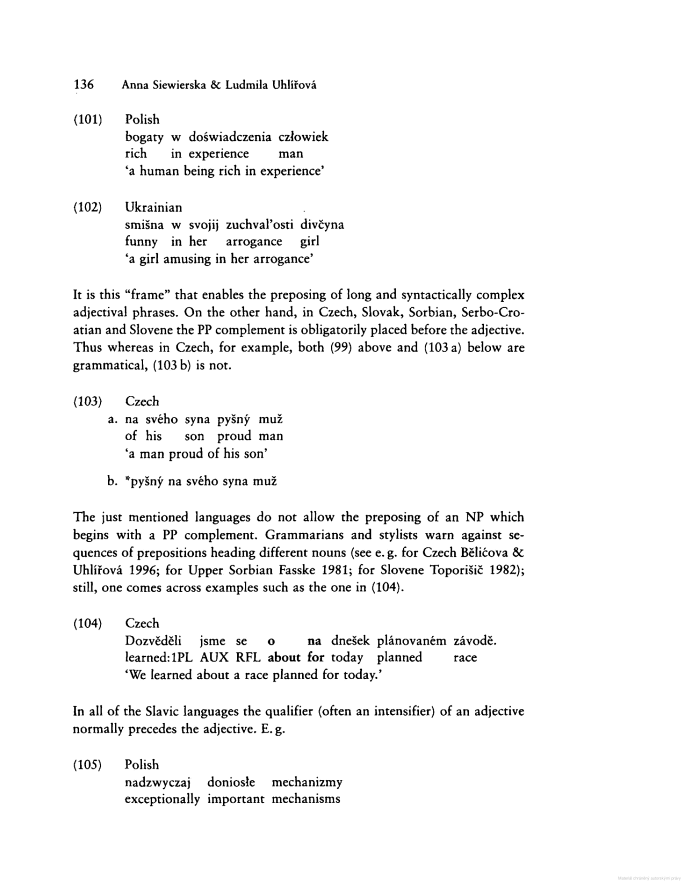 136 Anna Siewierska & Ludmila Uhlířová
(101) Polish
bogaty w doświadczenia człowiek
rich in experience man
‘a human being rich in experience’
(102) Ukrainian
smišna w svojij zuchval’osti divčyna
funny in her arrogance girl
‘a girl amusing in her arrogance’
It is this “frame” that enables the preposing of long and syntactically complex
adjectival phrases. On the other hand, in Czech, Slovak, Sorbian, Serbo-Cro-
atian and Slovene the PP complement is obligatorily placed before the adjective.
Thus whereas in Czech, for example, both (99) above and (103 a) below are
grammatical, (103 b) is not.
(103) Czech
a. na svého syna pyšný muž
of his son proud man
‘a man proud of his son’
b. *pyšný na svého syna muž
The just mentioned languages do not allow the preposing of an NP which
begins with a PP complement. Grammarians and stylists warn against se-
quences of prepositions heading different nouns (see e. g. for Czech Bělićova &
Uhlířová 1996; for Upper Sorbian Fasske 1981; for Slovene Toporišič 1982);
still, one comes across examples such as the one in (104).
(104) Czech
Dozvěděli jsme se o na dnešek plánovaném závodě.
learned:1PL AUX RFL about for today planned race
‘We learned about a race planned for today.’
In all of the Slavic languages the qualifier (often an intensifier) of an adjective
normally precedes the adjective. E. g.
(105) Polish
nadzwyczaj doniosłe mechanizmy
exceptionally important mechanisms